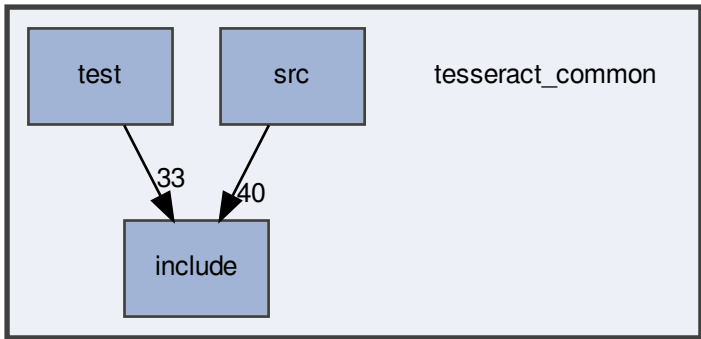 test
src
tesseract_common
33
40
include